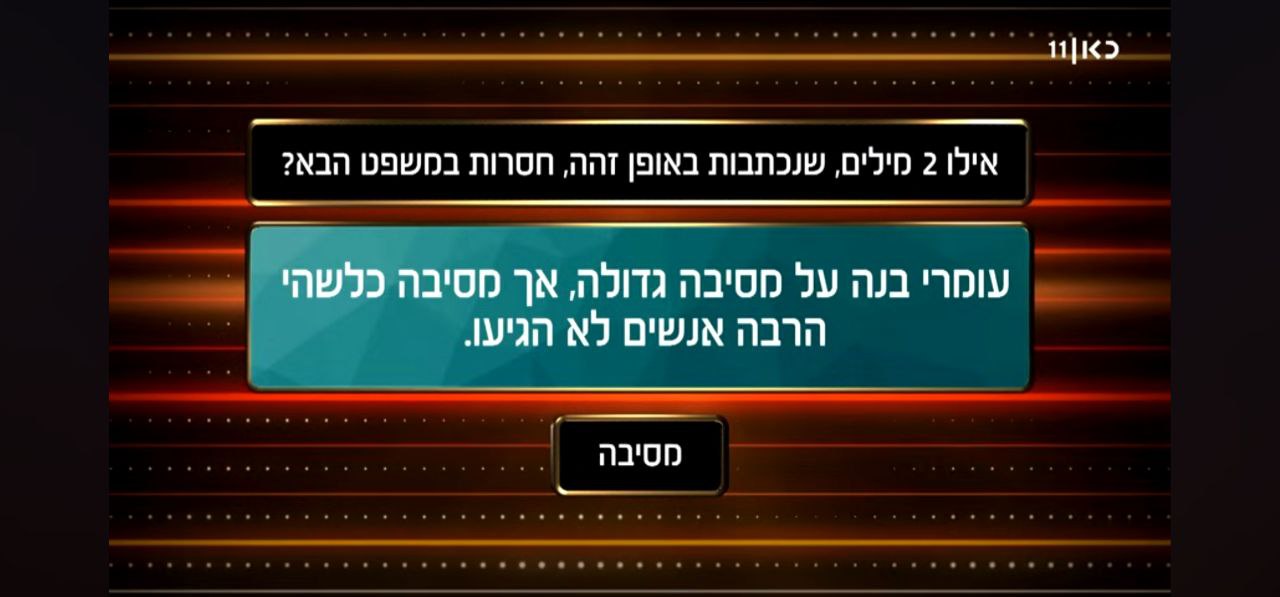 כאן|11
אילו 2 מילים, שנכתבות באופן זהה, חסרות במשפט הבא?
עומרי בנה על מסיבה גדולה, אך מסיבה כלשהי
הרבה אנשים לא הגיעו.
מסיבה